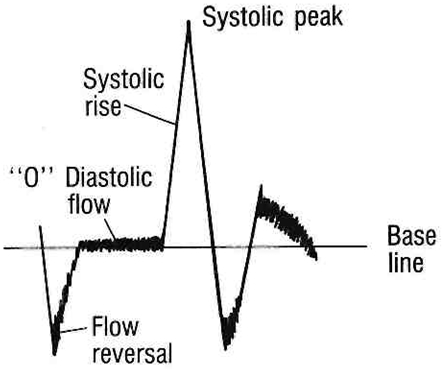 Systolic peak
Systolic
rise
"O" Diastolic
flow
Base
line
Flow
reversal